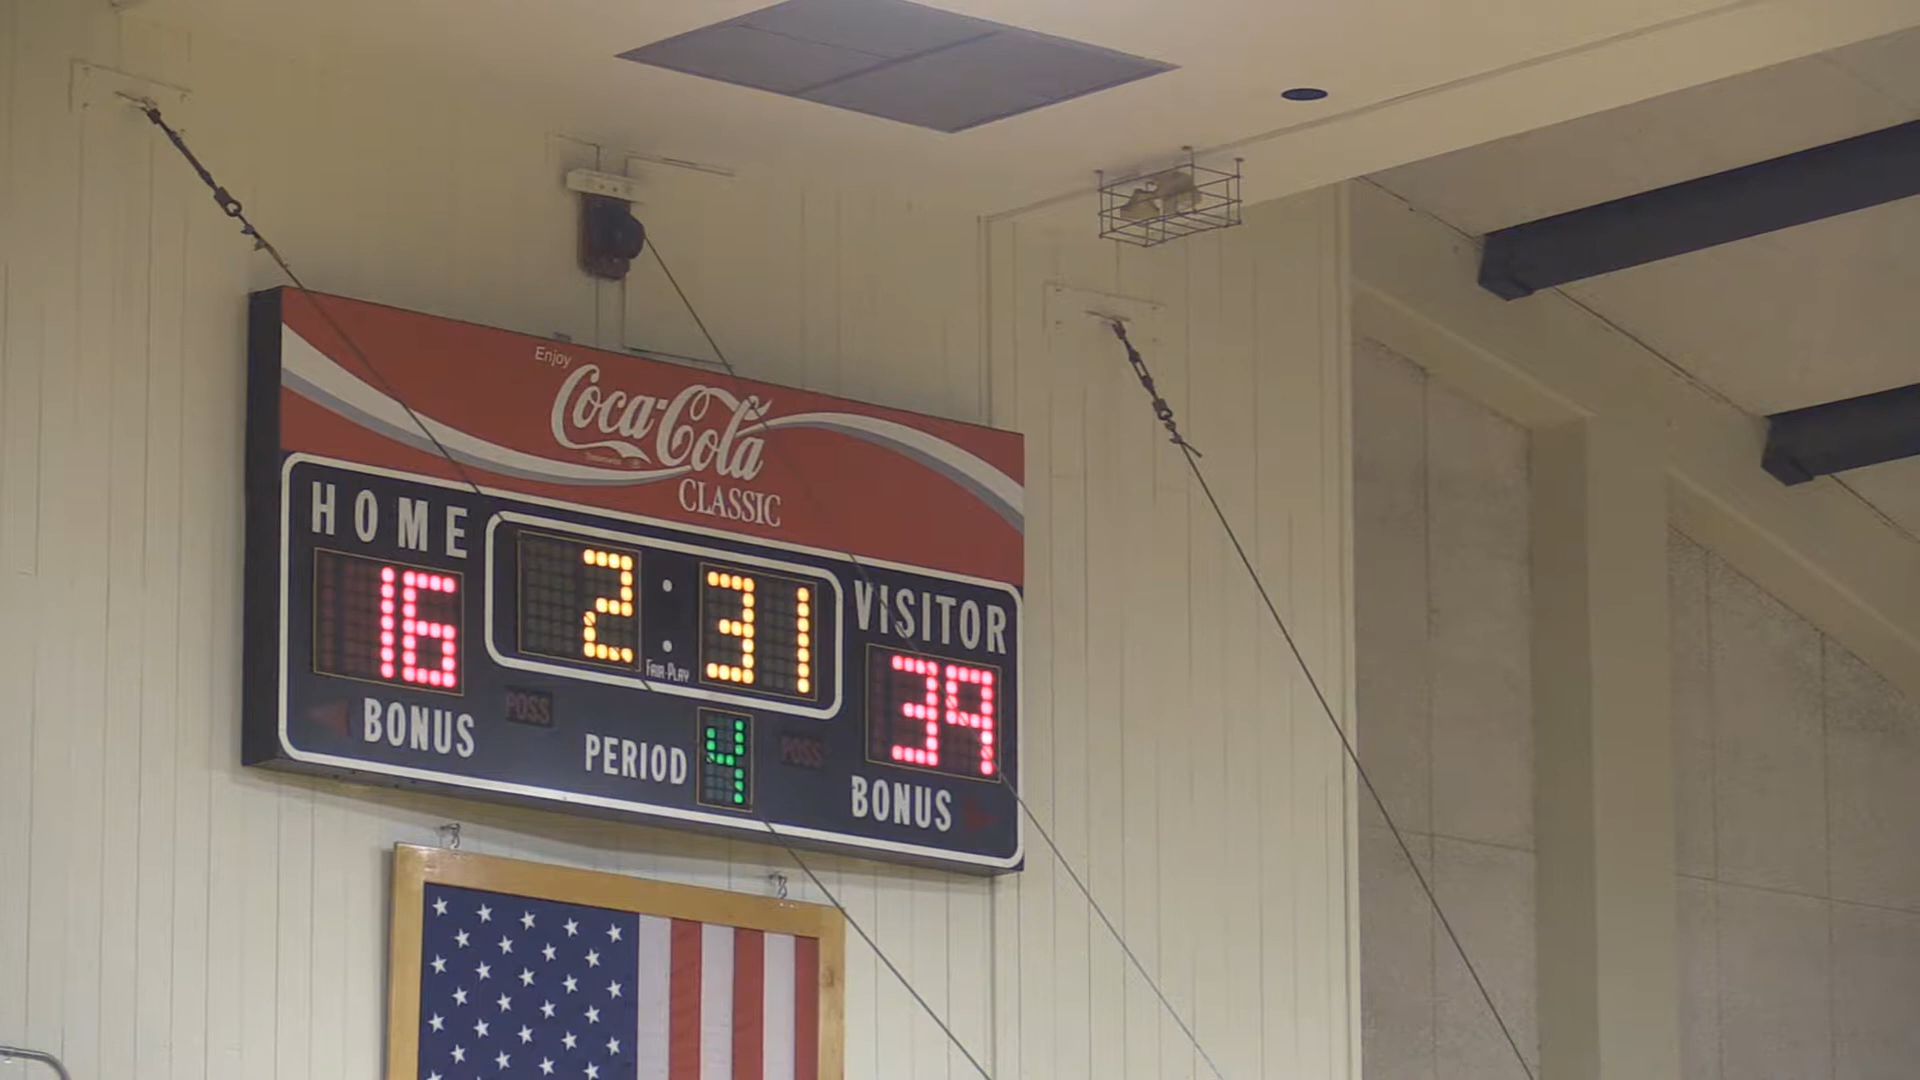 Enjoy
Coca-Cola
CLASSIC
HOME
2:31
VISITOR
16
FAIR-PLAY
39
BONUS
POSS
PERIOD 4
POSS
BONUS